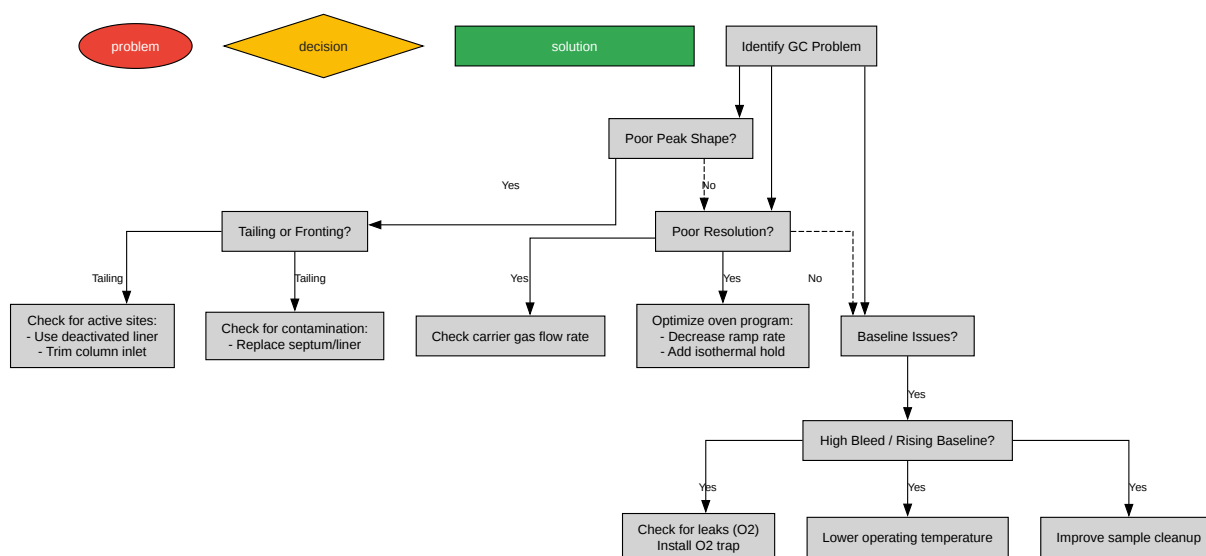 problem
decision
solution
Identify GC Problem
Poor Peak Shape?
Yes
No
Tailing or Fronting?
Poor Resolution?
Tailing
Tailing
Yes
Yes
No
Check for active sites:
- Use deactivated liner
- Trim column inlet
Check for contamination:
- Replace septum/liner
Check carrier gas flow rate
Optimize oven program:
- Decrease ramp rate
- Add isothermal hold
Baseline Issues?
Yes
High Bleed / Rising Baseline?
Yes
Yes
Yes
Check for leaks (O2)
Install O2 trap
Lower operating temperature
Improve sample cleanup